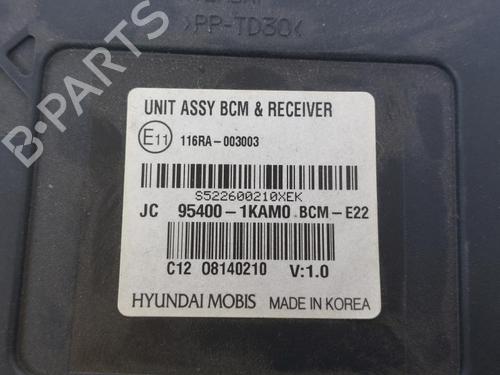 >PP-TD30<
UNIT ASSY BCM & RECEIVER
E11 116RA-003003
S522600210XEK
JC 95400-1KAM0 BCM-E22
C12 08140210 V:1.0
HYUNDAI MOBIS MADE IN KOREA
B-PARTS